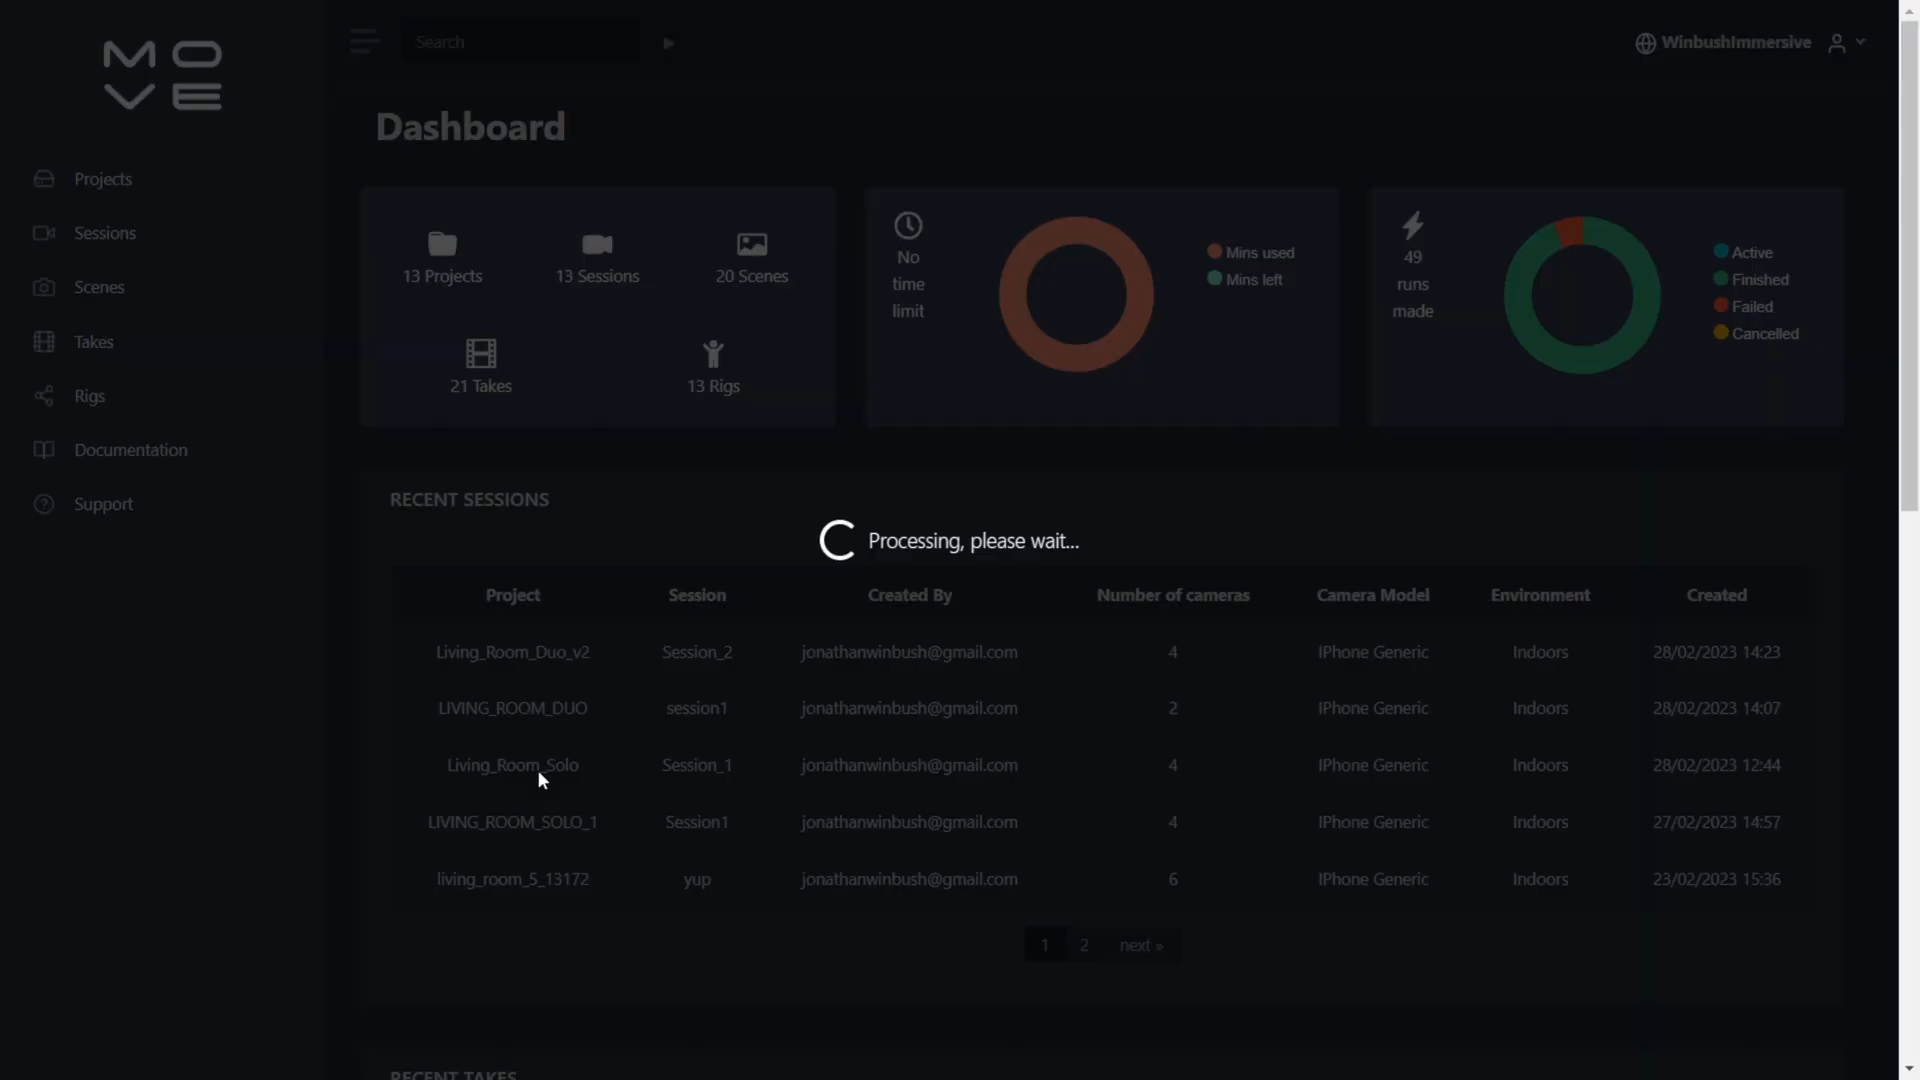 MO
VE
Search
WinbushImmersive
Dashboard
Projects
Sessions
Scenes
Takes
Rigs
Documentation
Support
13 Projects
13 Sessions
20 Scenes
21 Takes
13 Rigs
No
time
limit
Mins used
Mins left
49
runs
made
Active
Finished
Failed
Cancelled
RECENT SESSIONS
Processing, please wait...
Project Session Created By Number of cameras Camera Model Environment Created
Living_Room_Duo_v2 Session_2 jonathanwinbush@gmail.com 4 IPhone Generic Indoors 28/02/2023 14:23
LIVING_ROOM_DUO session1 jonathanwinbush@gmail.com 2 IPhone Generic Indoors 28/02/2023 14:07
Living_Room_Solo Session_1 jonathanwinbush@gmail.com 4 IPhone Generic Indoors 28/02/2023 12:44
LIVING_ROOM_SOLO_1 Session1 jonathanwinbush@gmail.com 4 IPhone Generic Indoors 27/02/2023 14:57
living_room_5_13172 yup jonathanwinbush@gmail.com 6 IPhone Generic Indoors 23/02/2023 15:36
1 2 next »
RECENT TAKES